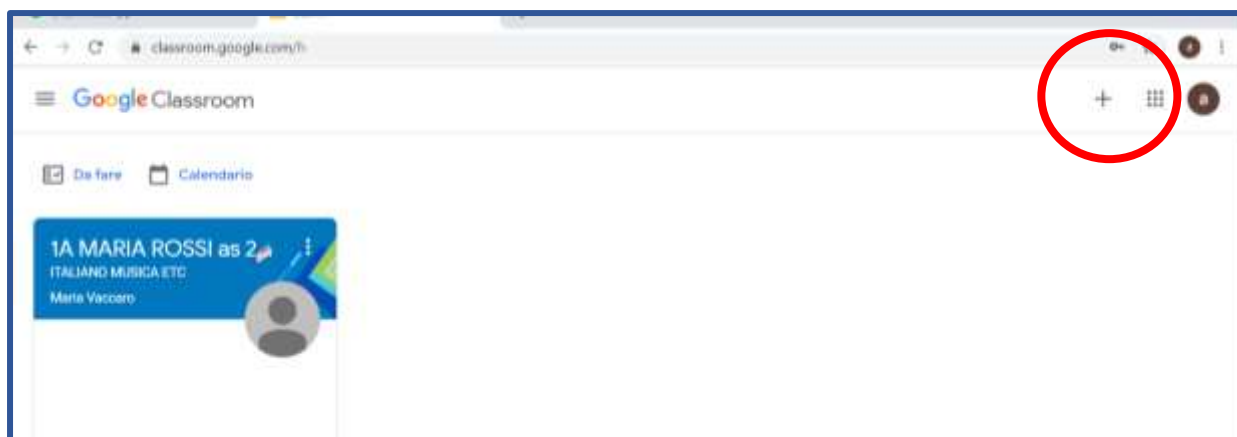 classroom.google.com/h
Google Classroom
a
Da fare
Calendario
1A MARIA ROSSI as 2
ITALIANO MUSICA ETC
Maria Vaccaro